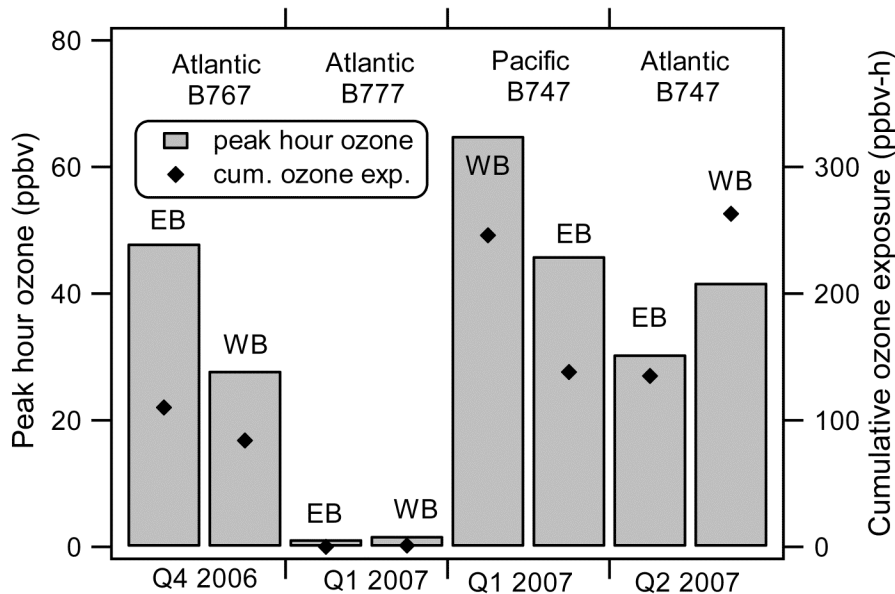 80
60
40
20
0
Peak hour ozone (ppbv)
Atlantic
B767
Atlantic
B777
Pacific
B747
Atlantic
B747
peak hour ozone
cum. ozone exp.
EB
WB
EB
WB
WB
EB
EB
WB
300
200
100
0
Cumulative ozone exposure (ppbv-h)
Q4 2006
Q1 2007
Q1 2007
Q2 2007